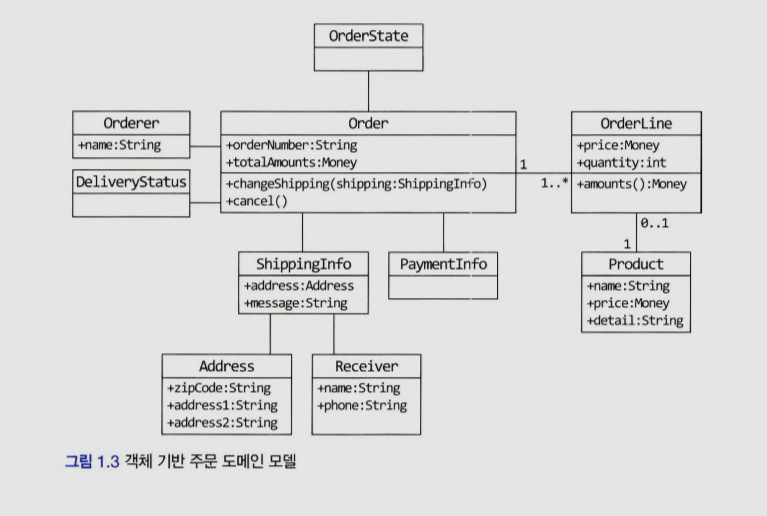 OrderState
Orderer
+name:String
DeliveryStatus
Order
+orderNumber:String
+totalAmounts:Money
+changeShipping(shipping:ShippingInfo)
+cancel()
1
1..*
OrderLine
+price:Money
+quantity:int
+amounts():Money
0..1
1
ShippingInfo
+address:Address
+message:String
PaymentInfo
Product
+name:String
+price:Money
+detail:String
Address
+zipCode:String
+address1:String
+address2:String
Receiver
+name:String
+phone:String
그림 1.3 객체 기반 주문 도메인 모델